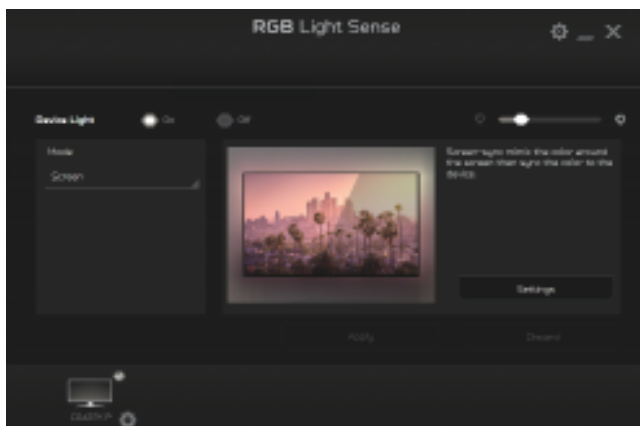 RGB Light Sense
Device Light
On
Off
Mode
Screen
Screen-sync mimic the color around
the screen then sync the color to the
device.
Settings
Apply
Discard